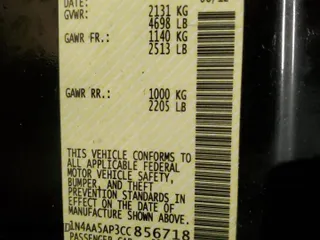 DATE:
GVWR: 2131 KG
4698 LB
GAWR FR.: 1140 KG
2513 LB
GAWR RR.: 1000 KG
2205 LB
THIS VEHICLE CONFORMS TO
ALL APPLICABLE FEDERAL
MOTOR VEHICLE SAFETY,
BUMPER, AND THEFT
PREVENTION STANDARDS IN
EFFECT ON THE DATE OF
MANUFACTURE SHOWN ABOVE.
1N4AA5AP3CC856718
PASSENGER CAR